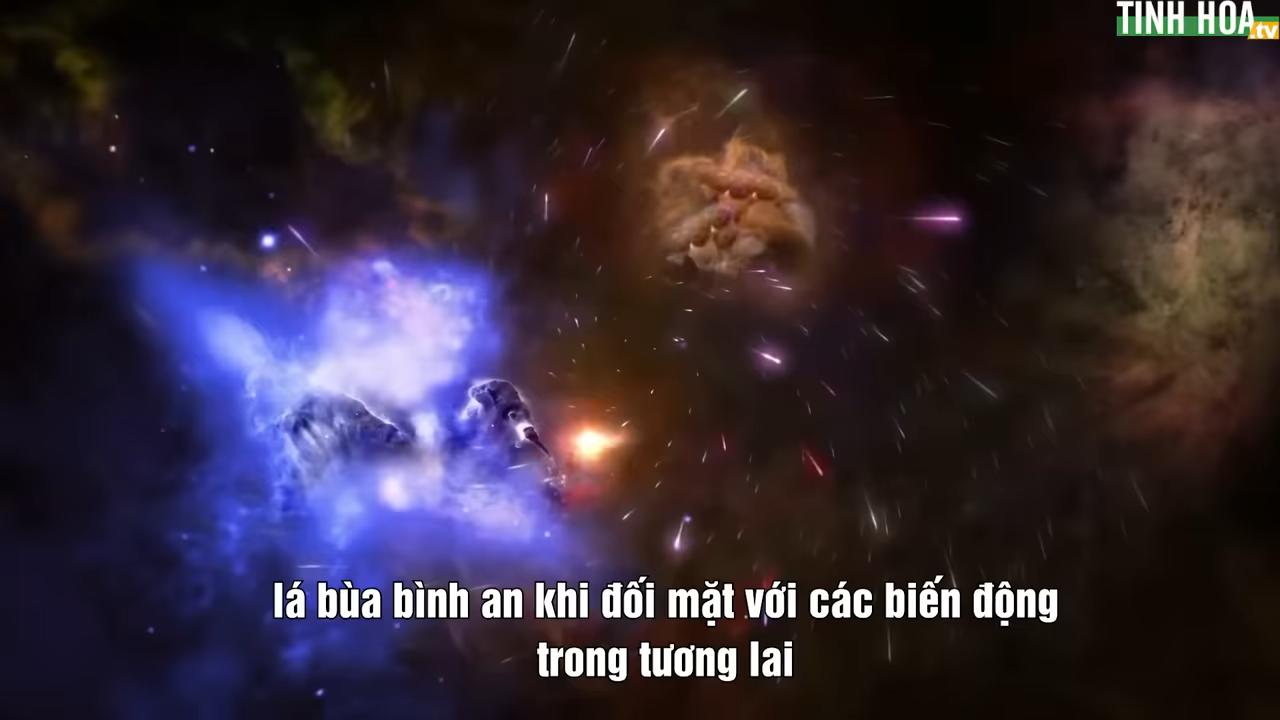 TINH HOA
.tv
lá bùa bình an khi đối mặt với các biến động
trong tương lai